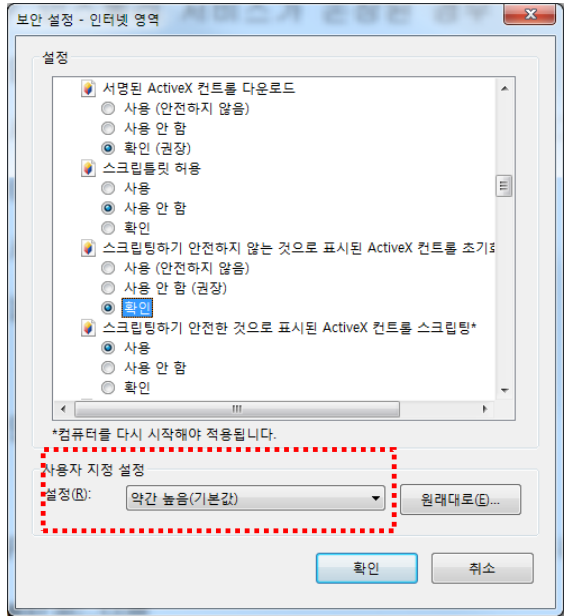 보안 설정 - 인터넷 영역
설정
서명된 ActiveX 컨트롤 다운로드
사용 (안전하지 않음)
사용 안 함
확인 (권장)
스크립틀릿 허용
사용
사용 안 함
확인
스크립팅하기 안전하지 않는 것으로 표시된 ActiveX 컨트롤 초기화
사용 (안전하지 않음)
사용 안 함 (권장)
확인
스크립팅하기 안전한 것으로 표시된 ActiveX 컨트롤 스크립팅*
사용
사용 안 함
확인
*컴퓨터를 다시 시작해야 적용됩니다.
사용자 지정 설정
설정(R):
약간 높음(기본값)
원래대로(E)...
확인
취소